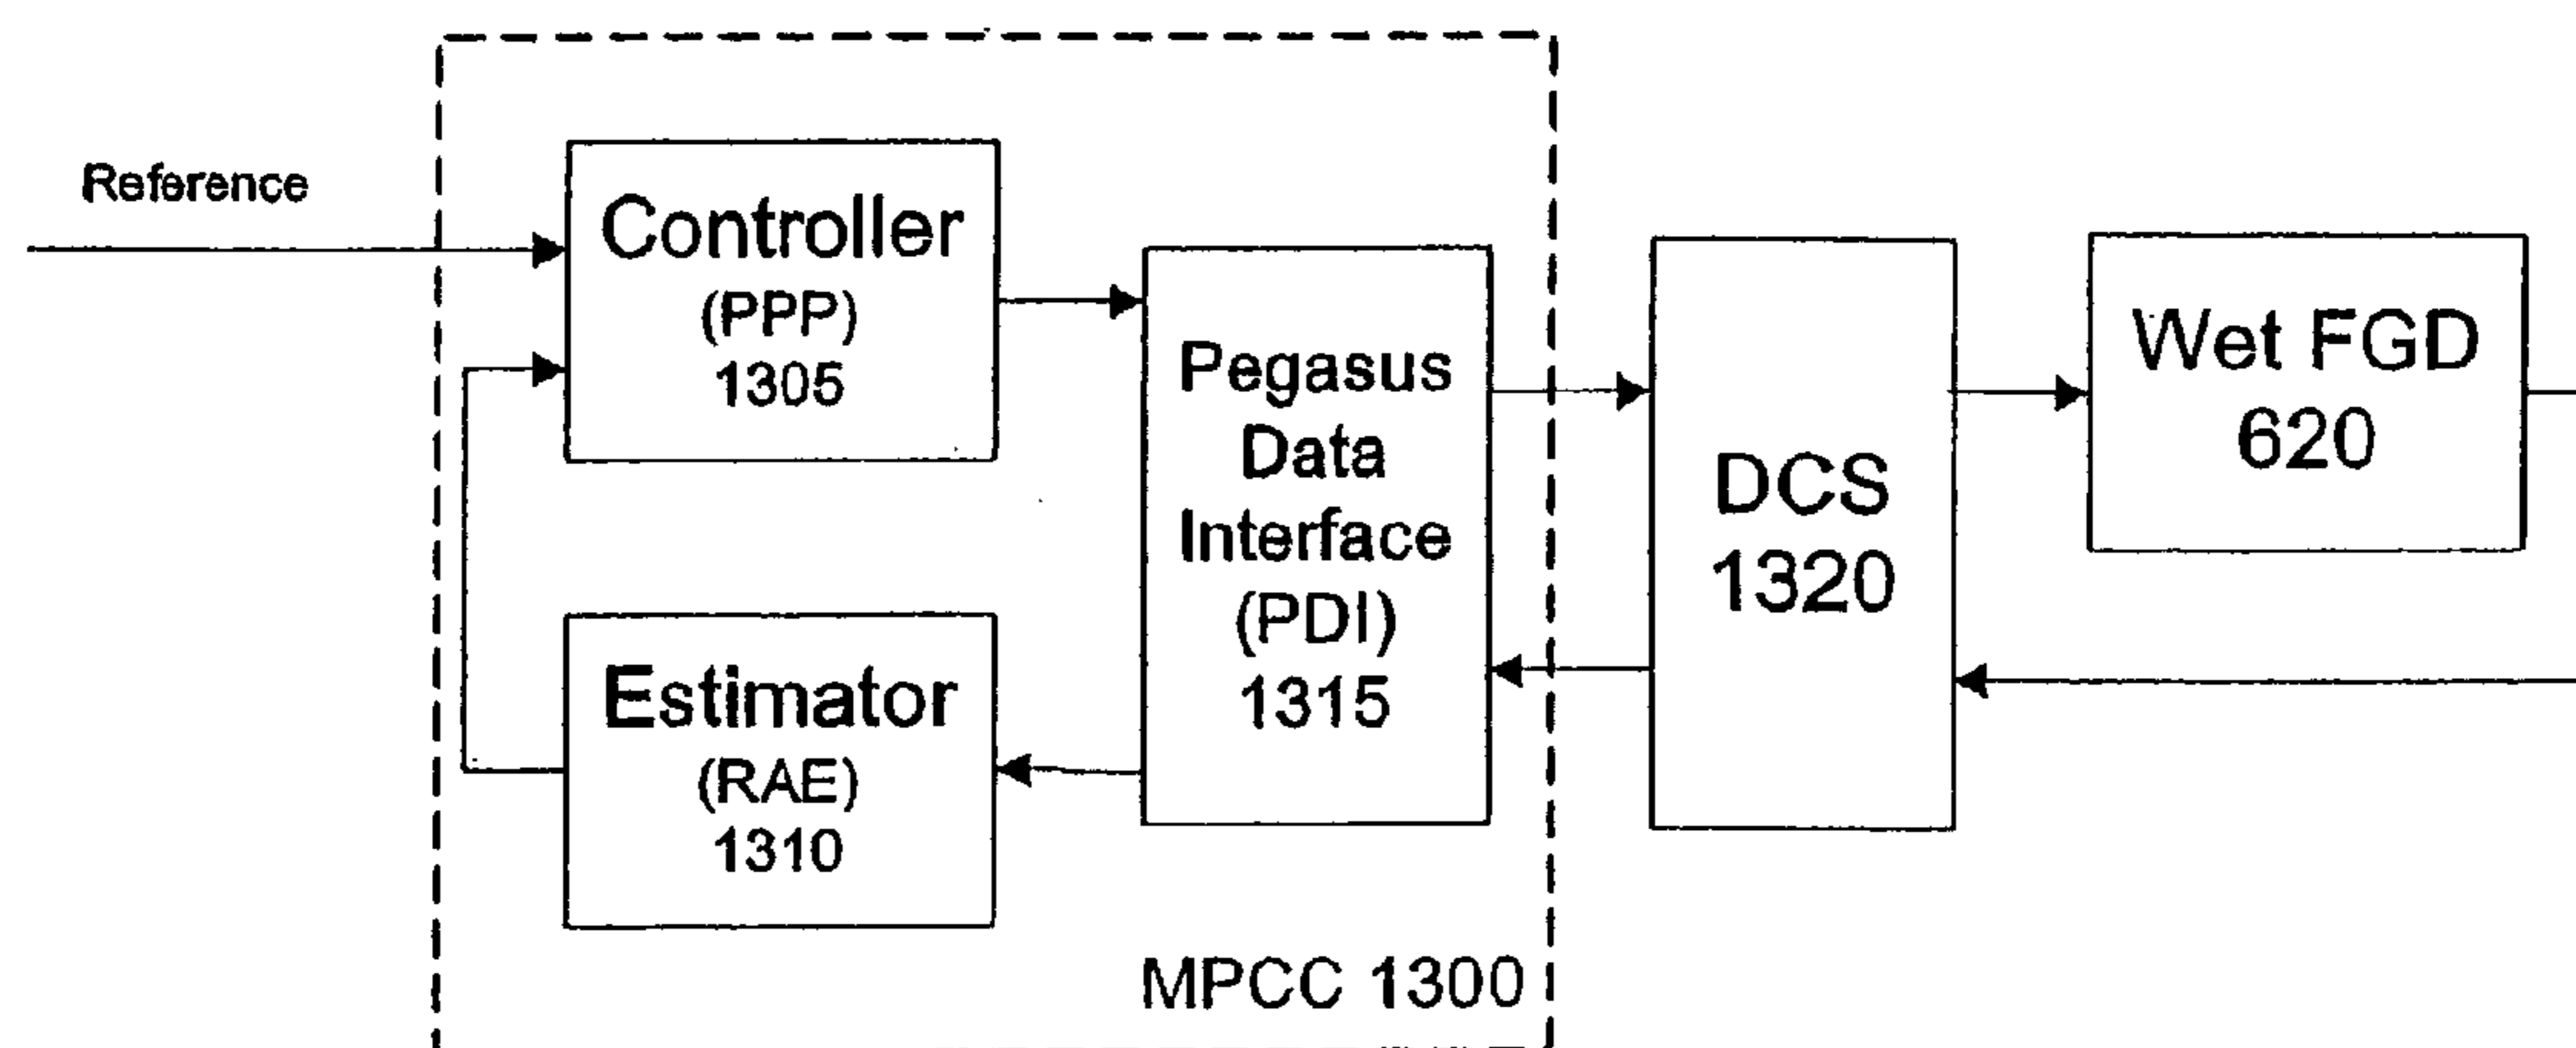 Reference
Controller
(PPP)
1305
Pegasus
Data
Interface
(PDI)
1315
DCS
1320
Wet FGD
620
Estimator
(RAE)
1310
MPCC 1300